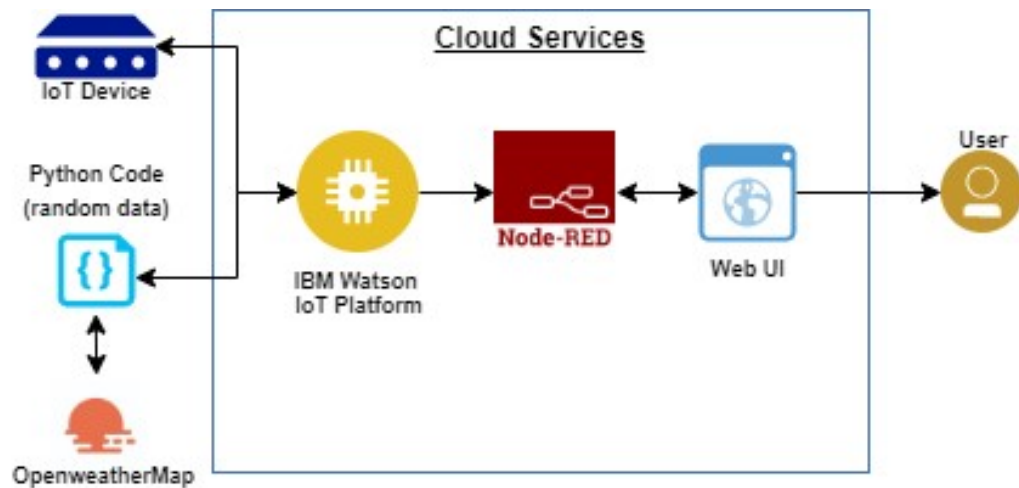 Cloud Services
IoT Device
Python Code
(random data)
{ }
OpenweatherMap
IBM Watson
IoT Platform
Node-RED
Web UI
User